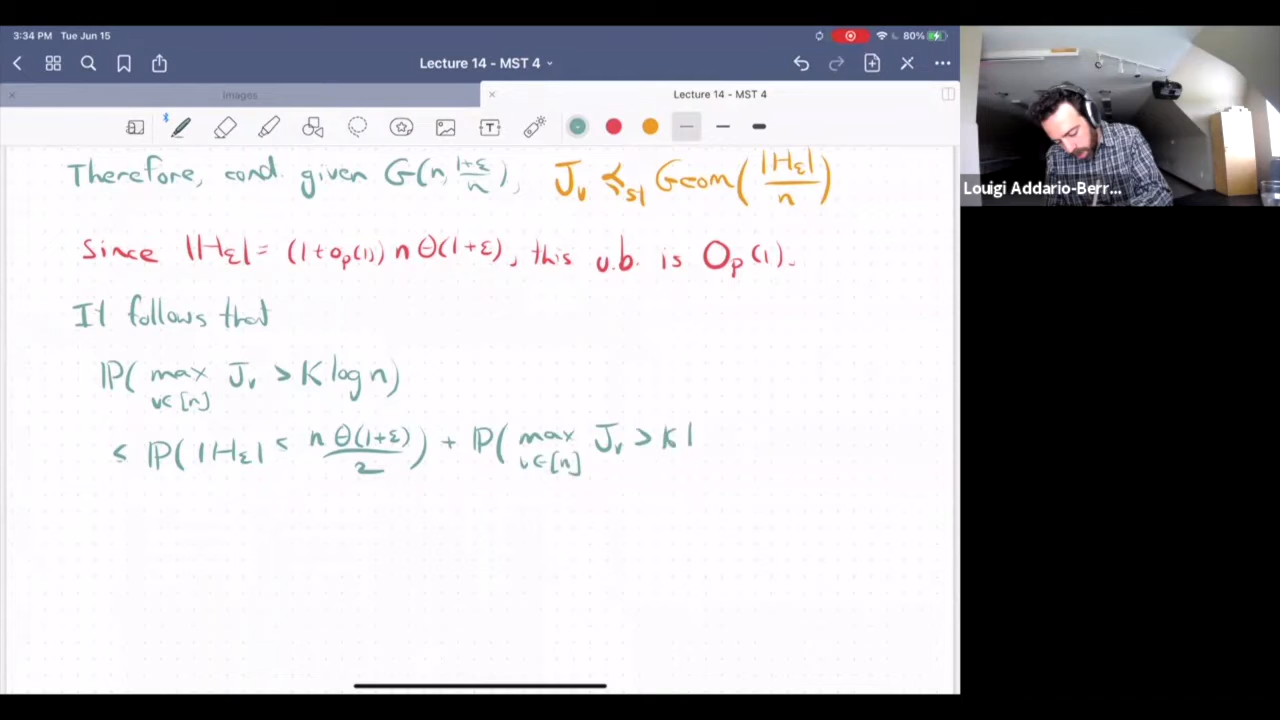 3:34 PM Tue Jun 15
80%
Lecture 14 - MST 4
images
Lecture 14 - MST 4
Therefore, cond. given G(n, (1+ε)/n), J_v ≼_st Geom(|H_ε|/n)
Since |H_ε| = (1+o_p(1)) n θ(1+ε), this u.b. is O_p(1).
It follows that
ℙ( max_{v∈[n]} J_v > K log n)
≤ ℙ( |H_ε| < n θ(1+ε)/2 ) + ℙ( max_{v∈[n]} J_v > K l
Louigi Addario-Berr...